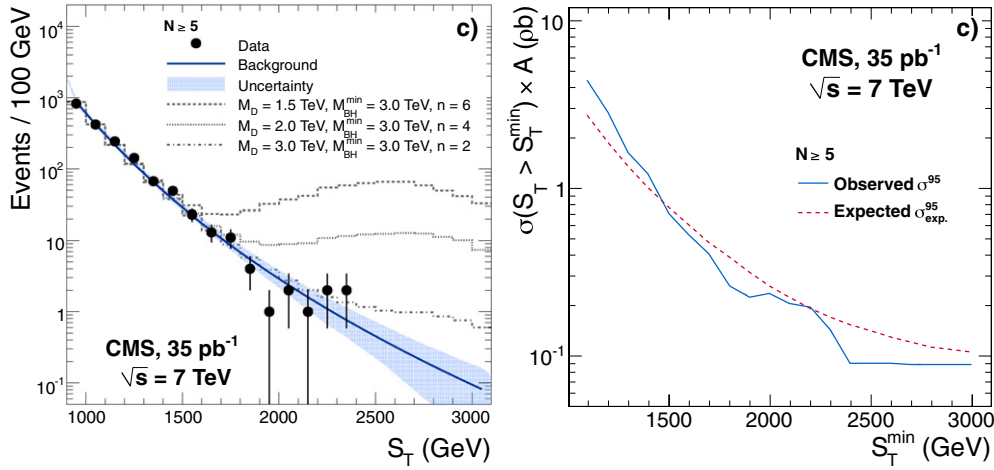 N ≥ 5
c)
Data
Background
Uncertainty
M_D = 1.5 TeV, M_BH^min = 3.0 TeV, n = 6
M_D = 2.0 TeV, M_BH^min = 3.0 TeV, n = 4
M_D = 3.0 TeV, M_BH^min = 3.0 TeV, n = 2
Events / 100 GeV
10^4
10^3
10^2
10
1
10^-1
CMS, 35 pb^-1
√s = 7 TeV
1000 1500 2000 2500 3000
S_T (GeV)
c)
σ(S_T > S_T^min) × A (ρb)
10
1
10^-1
CMS, 35 pb^-1
√s = 7 TeV
N ≥ 5
Observed σ^95
Expected σ^95_exp.
1500 2000 2500 3000
S_T^min (GeV)